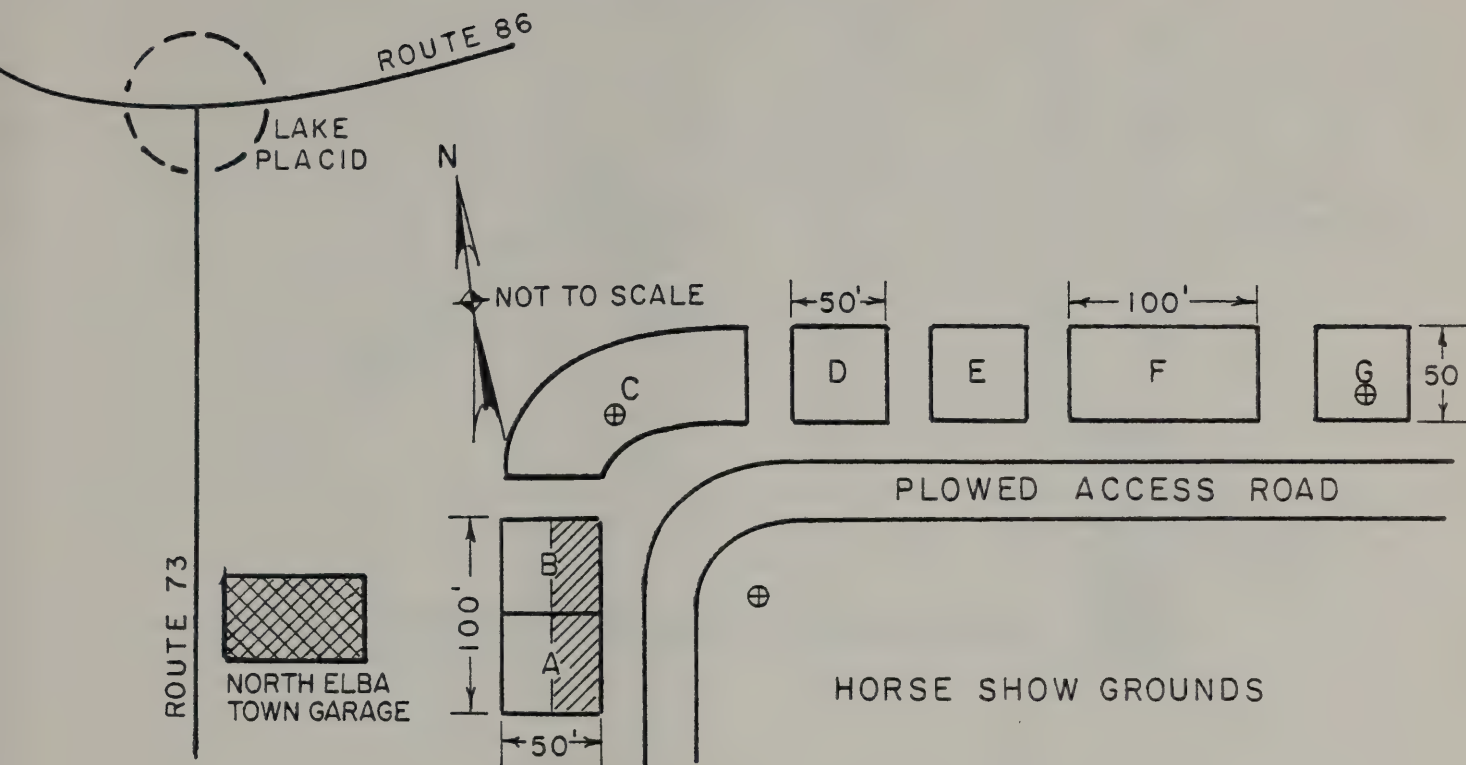 ROUTE 86
LAKE
PLACID
N
NOT TO SCALE
50'
100'
C
D
E
F
G
50
PLOWED ACCESS ROAD
B
100'
A
ROUTE 73
NORTH ELBA
TOWN GARAGE
HORSE SHOW GROUNDS
50'